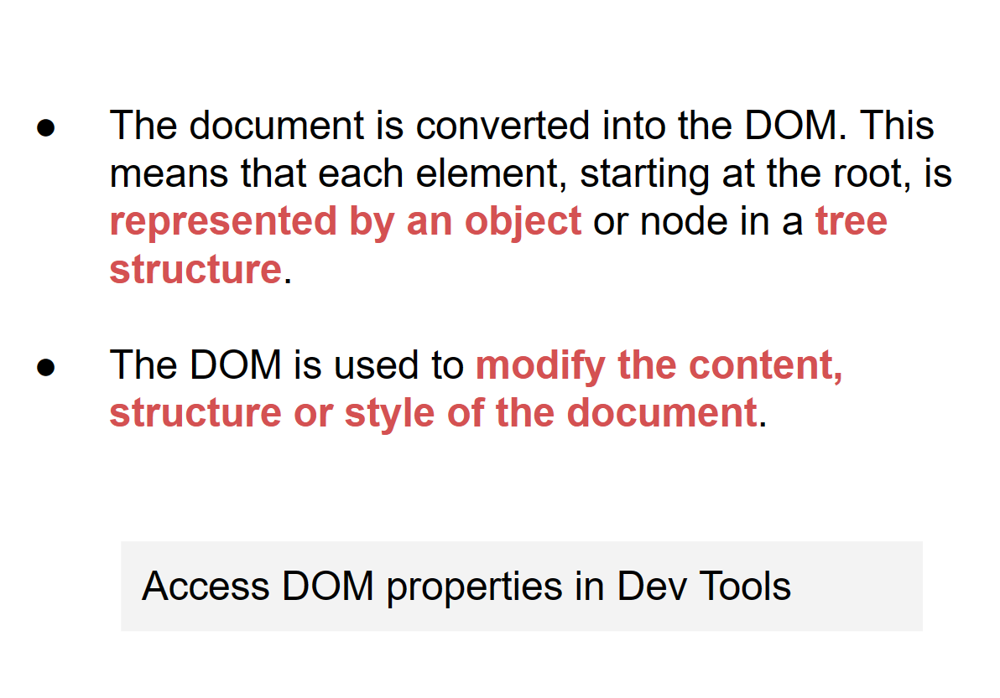 ● The document is converted into the DOM. This
means that each element, starting at the root, is
represented by an object or node in a tree
structure.
● The DOM is used to modify the content,
structure or style of the document.
Access DOM properties in Dev Tools